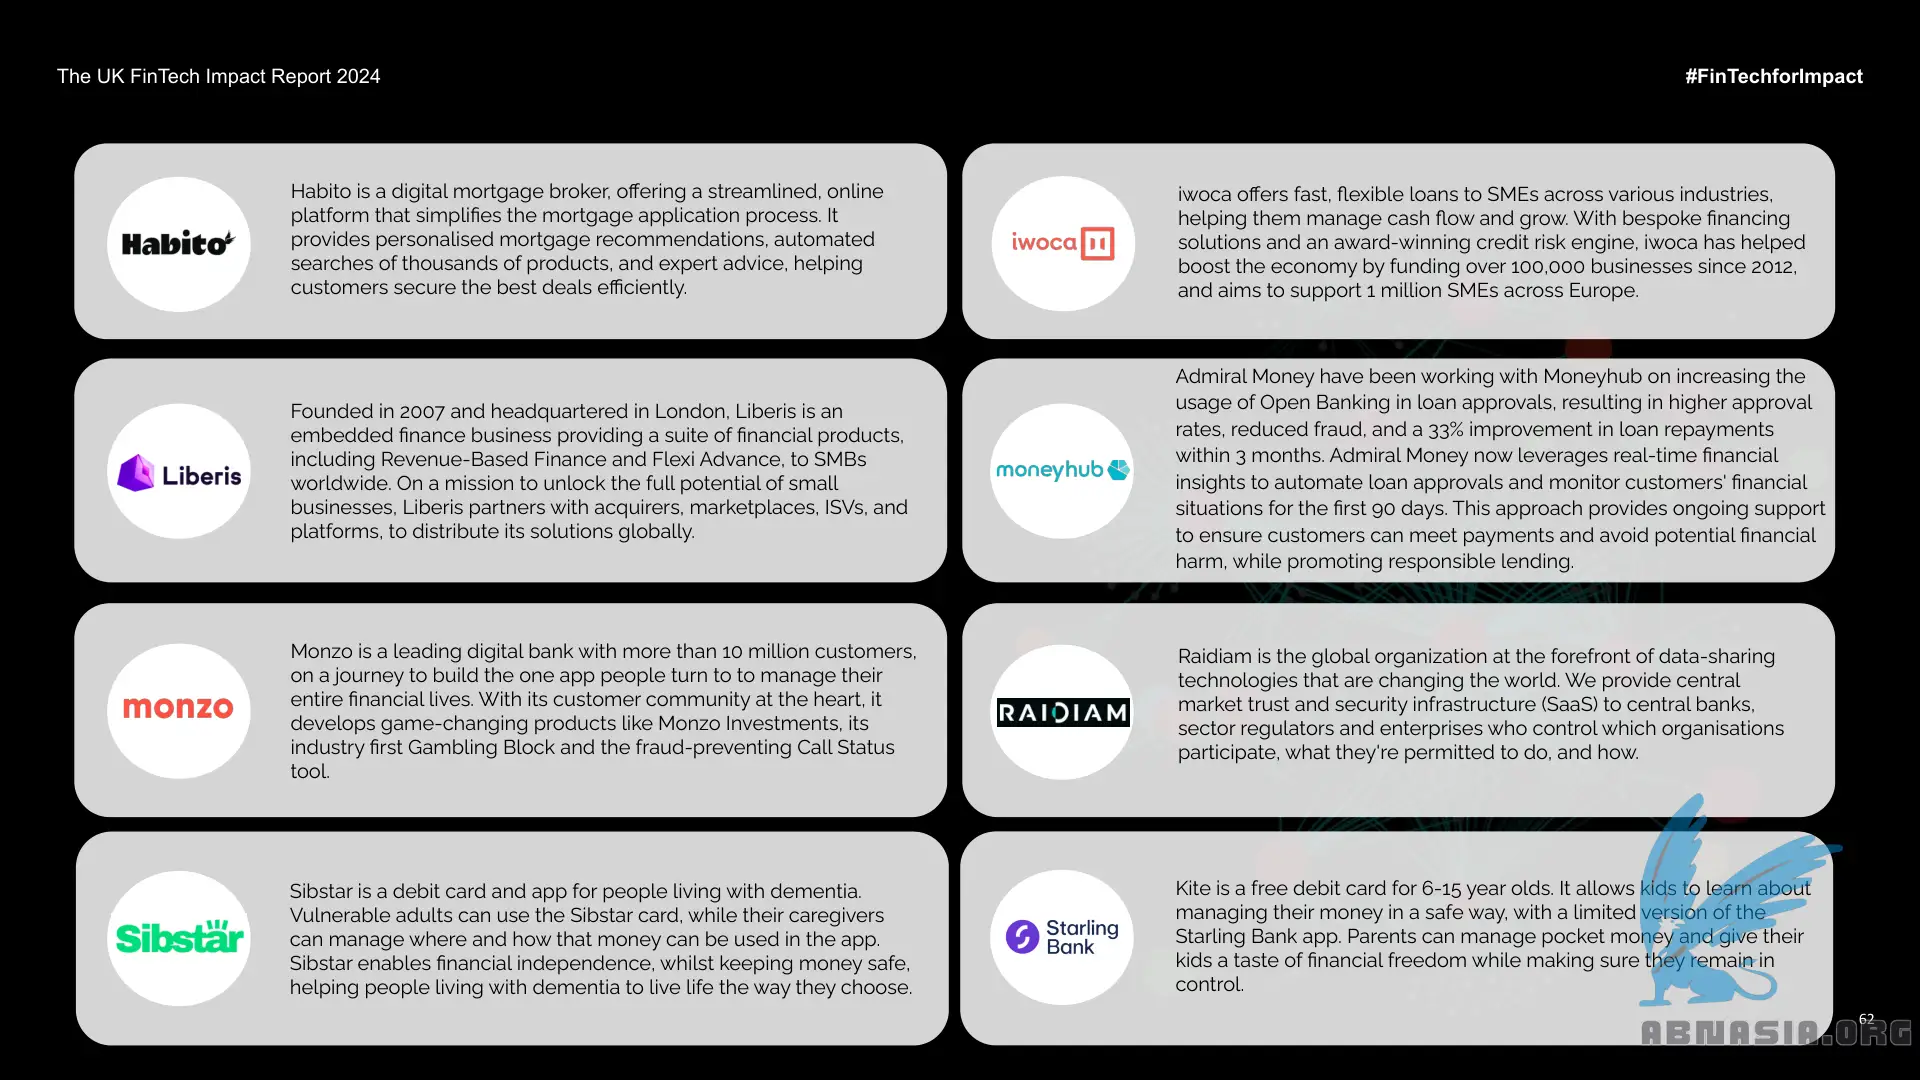 The UK FinTech Impact Report 2024
#FinTechforImpact
Habito
Habito is a digital mortgage broker, offering a streamlined, online
platform that simplifies the mortgage application process. It
provides personalised mortgage recommendations, automated
searches of thousands of products, and expert advice, helping
customers secure the best deals efficiently.
iwoca
iwoca offers fast, flexible loans to SMEs across various industries,
helping them manage cash flow and grow. With bespoke financing
solutions and an award-winning credit risk engine, iwoca has helped
boost the economy by funding over 100,000 businesses since 2012,
and aims to support 1 million SMEs across Europe.
Liberis
Founded in 2007 and headquartered in London, Liberis is an
embedded finance business providing a suite of financial products,
including Revenue-Based Finance and Flexi Advance, to SMBs
worldwide. On a mission to unlock the full potential of small
businesses, Liberis partners with acquirers, marketplaces, ISVs, and
platforms, to distribute its solutions globally.
moneyhub
Admiral Money have been working with Moneyhub on increasing the
usage of Open Banking in loan approvals, resulting in higher approval
rates, reduced fraud, and a 33% improvement in loan repayments
within 3 months. Admiral Money now leverages real-time financial
insights to automate loan approvals and monitor customers' financial
situations for the first 90 days. This approach provides ongoing support
to ensure customers can meet payments and avoid potential financial
harm, while promoting responsible lending.
monzo
Monzo is a leading digital bank with more than 10 million customers,
on a journey to build the one app people turn to to manage their
entire financial lives. With its customer community at the heart, it
develops game-changing products like Monzo Investments, its
industry first Gambling Block and the fraud-preventing Call Status
tool.
RAIDIAM
Raidiam is the global organization at the forefront of data-sharing
technologies that are changing the world. We provide central
market trust and security infrastructure (SaaS) to central banks,
sector regulators and enterprises who control which organisations
participate, what they're permitted to do, and how.
Sibstar
Sibstar is a debit card and app for people living with dementia.
Vulnerable adults can use the Sibstar card, while their caregivers
can manage where and how that money can be used in the app.
Sibstar enables financial independence, whilst keeping money safe,
helping people living with dementia to live life the way they choose.
Starling
Bank
Kite is a free debit card for 6-15 year olds. It allows kids to learn about
managing their money in a safe way, with a limited version of the
Starling Bank app. Parents can manage pocket money and give their
kids a taste of financial freedom while making sure they remain in
control.
62
ABNASIA.ORG